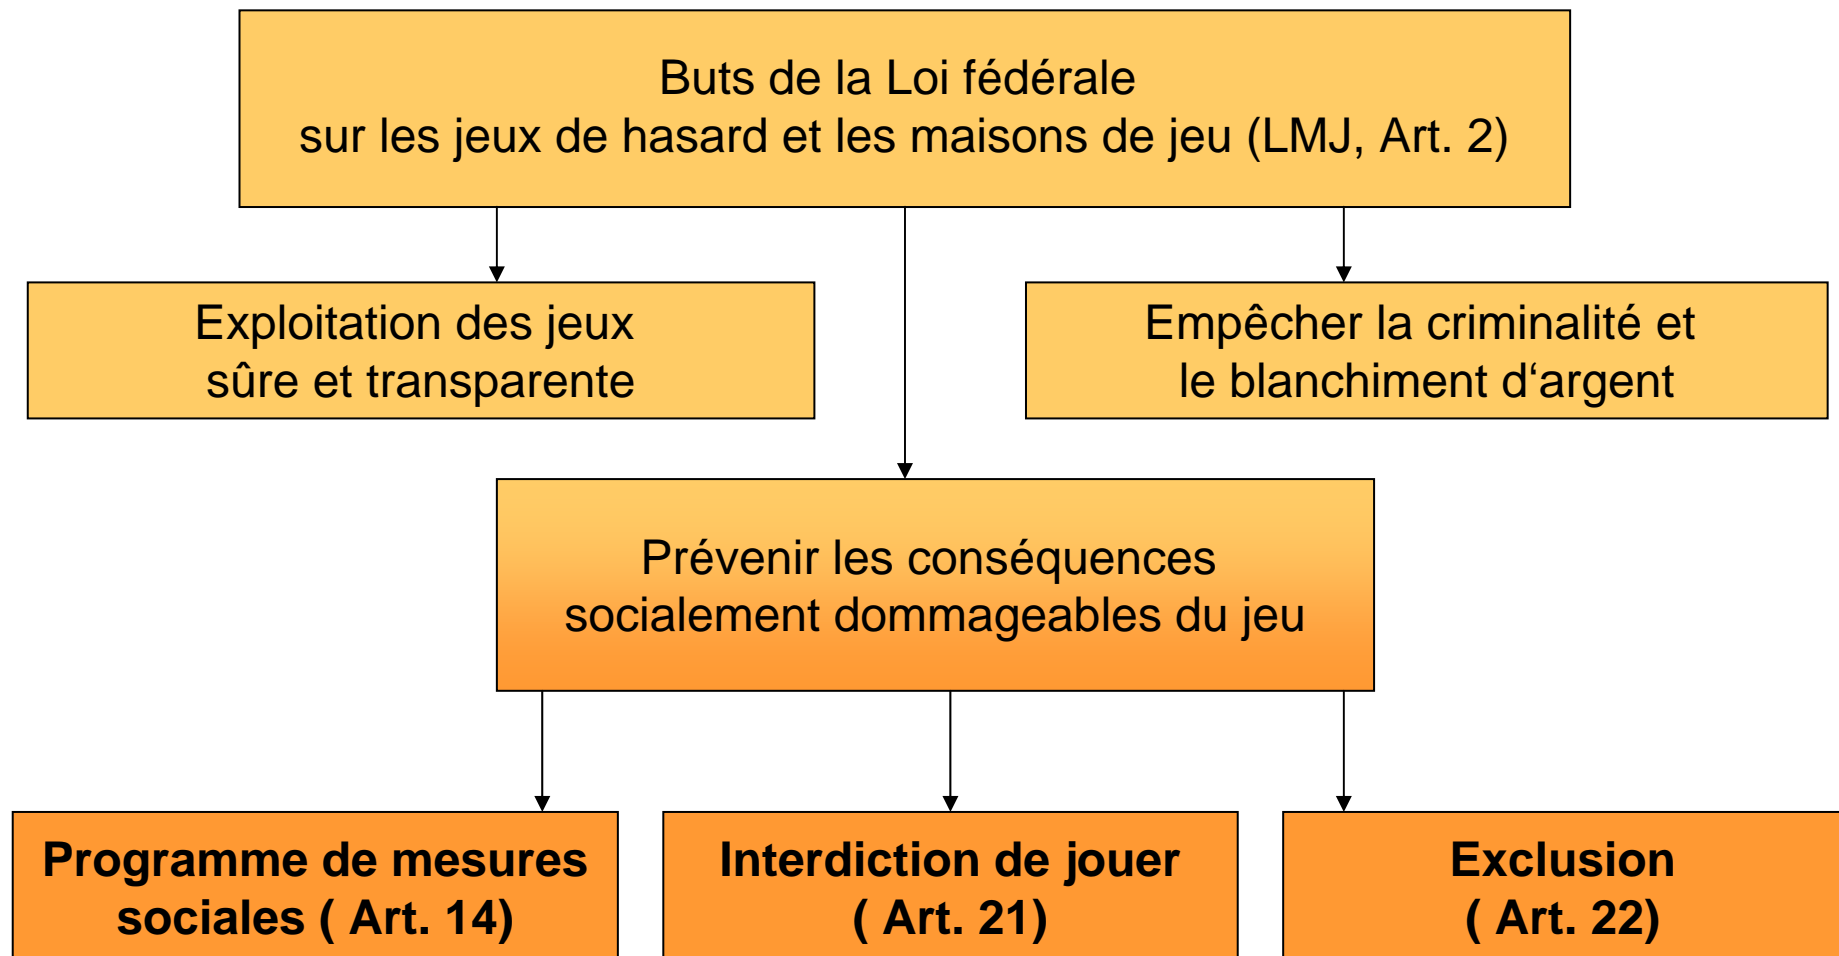 Buts de la Loi fédérale
sur les jeux de hasard et les maisons de jeu (LMJ, Art. 2)
Exploitation des jeux
sûre et transparente
Empêcher la criminalité et
le blanchiment d‘argent
Prévenir les conséquences
socialement dommageables du jeu
Programme de mesures
sociales ( Art. 14)
Interdiction de jouer
( Art. 21)
Exclusion
( Art. 22)